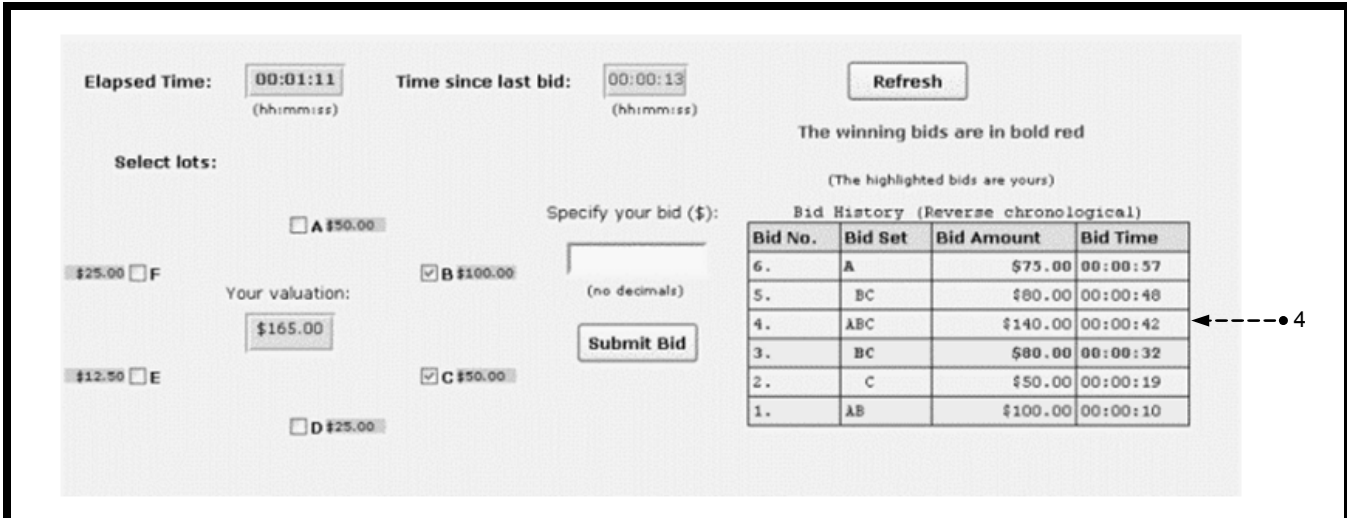 Elapsed Time: 00:01:11 Time since last bid: 00:00:13 Refresh
(hh:mm:ss) (hh:mm:ss)
The winning bids are in bold red
Select lots:
(The highlighted bids are yours)
Specify your bid ($): Bid History (Reverse chronological)
A $50.00
Bid No. Bid Set Bid Amount Bid Time
6. A $75.00 00:00:57
$25.00 F B $100.00
(no decimals)
5. BC $80.00 00:00:48
Your valuation:
$165.00
4. ABC $140.00 00:00:42 4
Submit Bid
3. BC $80.00 00:00:32
$12.50 E C $50.00
2. C $50.00 00:00:19
1. AB $100.00 00:00:10
D $25.00